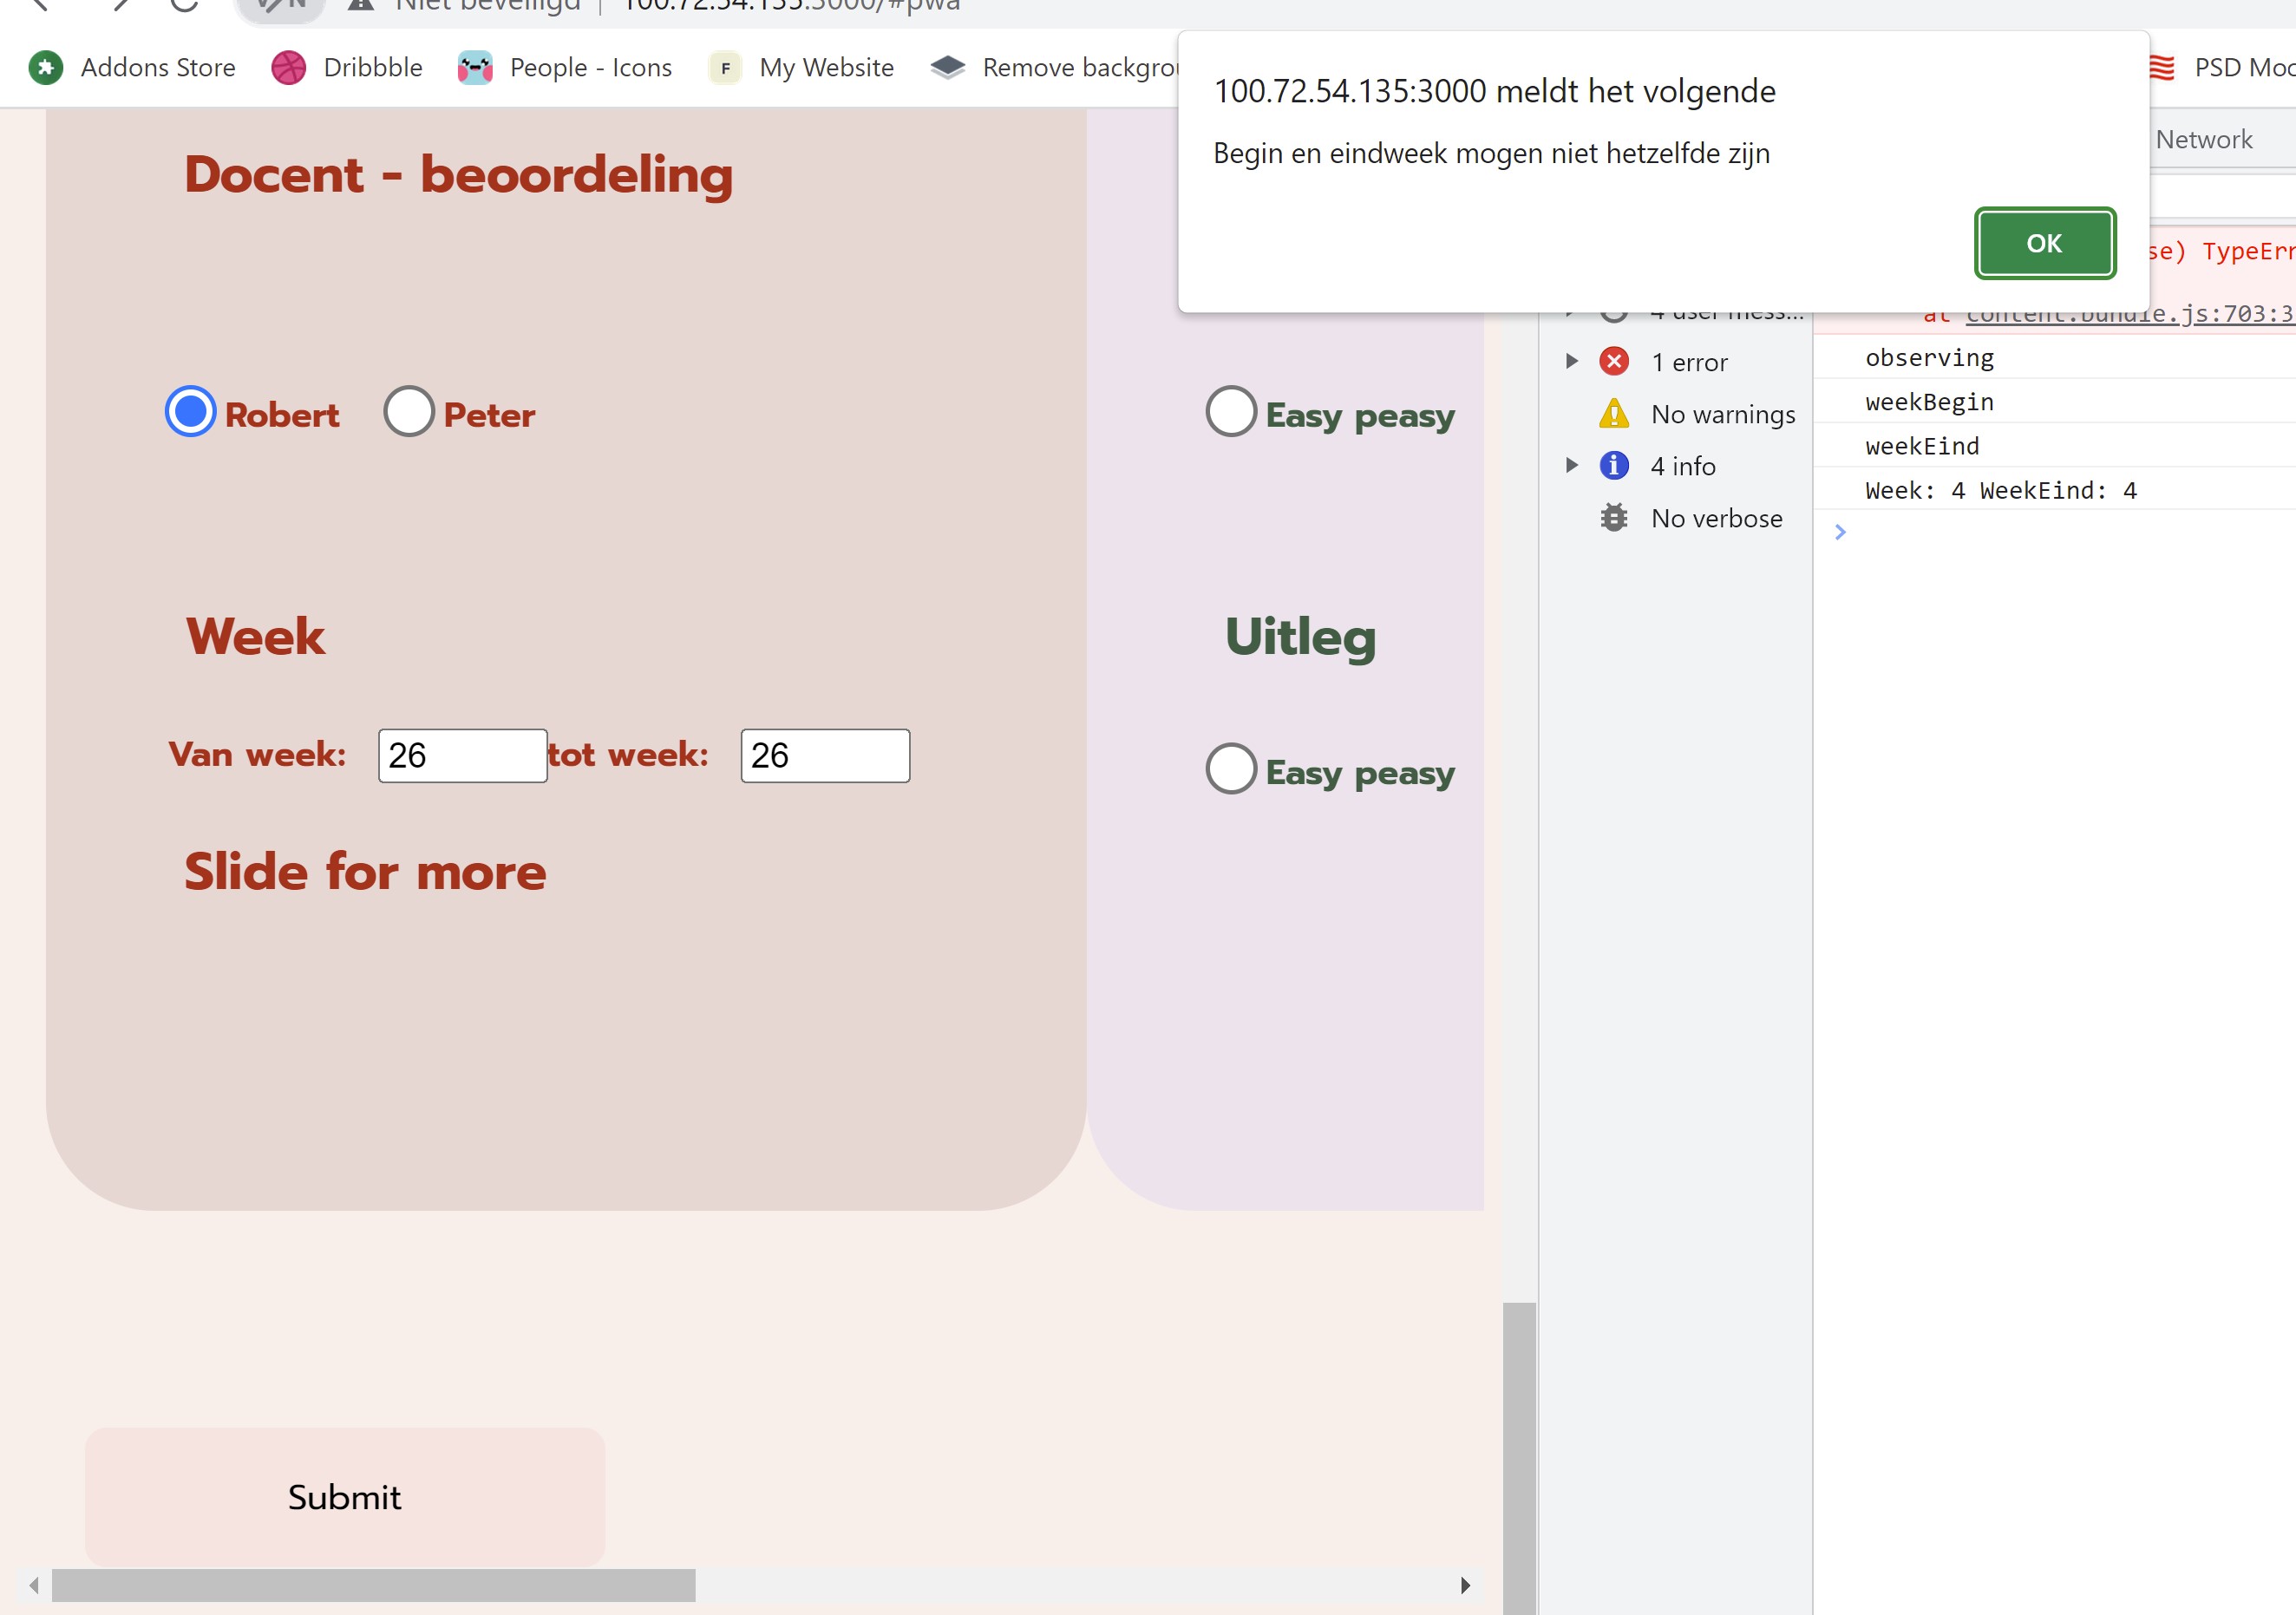 Niet beveiligd | 100.72.54.135:3000/#pwa
Addons Store Dribbble People - Icons F My Website Remove backgrou PSD Moc
100.72.54.135:3000 meldt het volgende
Begin en eindweek mogen niet hetzelfde zijn
OK
Network
se) TypeErr
at content.bundle.js:703:3
4 user mess...
1 error
No warnings
4 info
No verbose
observing
weekBegin
weekEind
Week: 4 WeekEind: 4
Docent - beoordeling
Robert Peter
Week
Van week: 26 tot week: 26
Slide for more
Easy peasy
Uitleg
Easy peasy
Submit